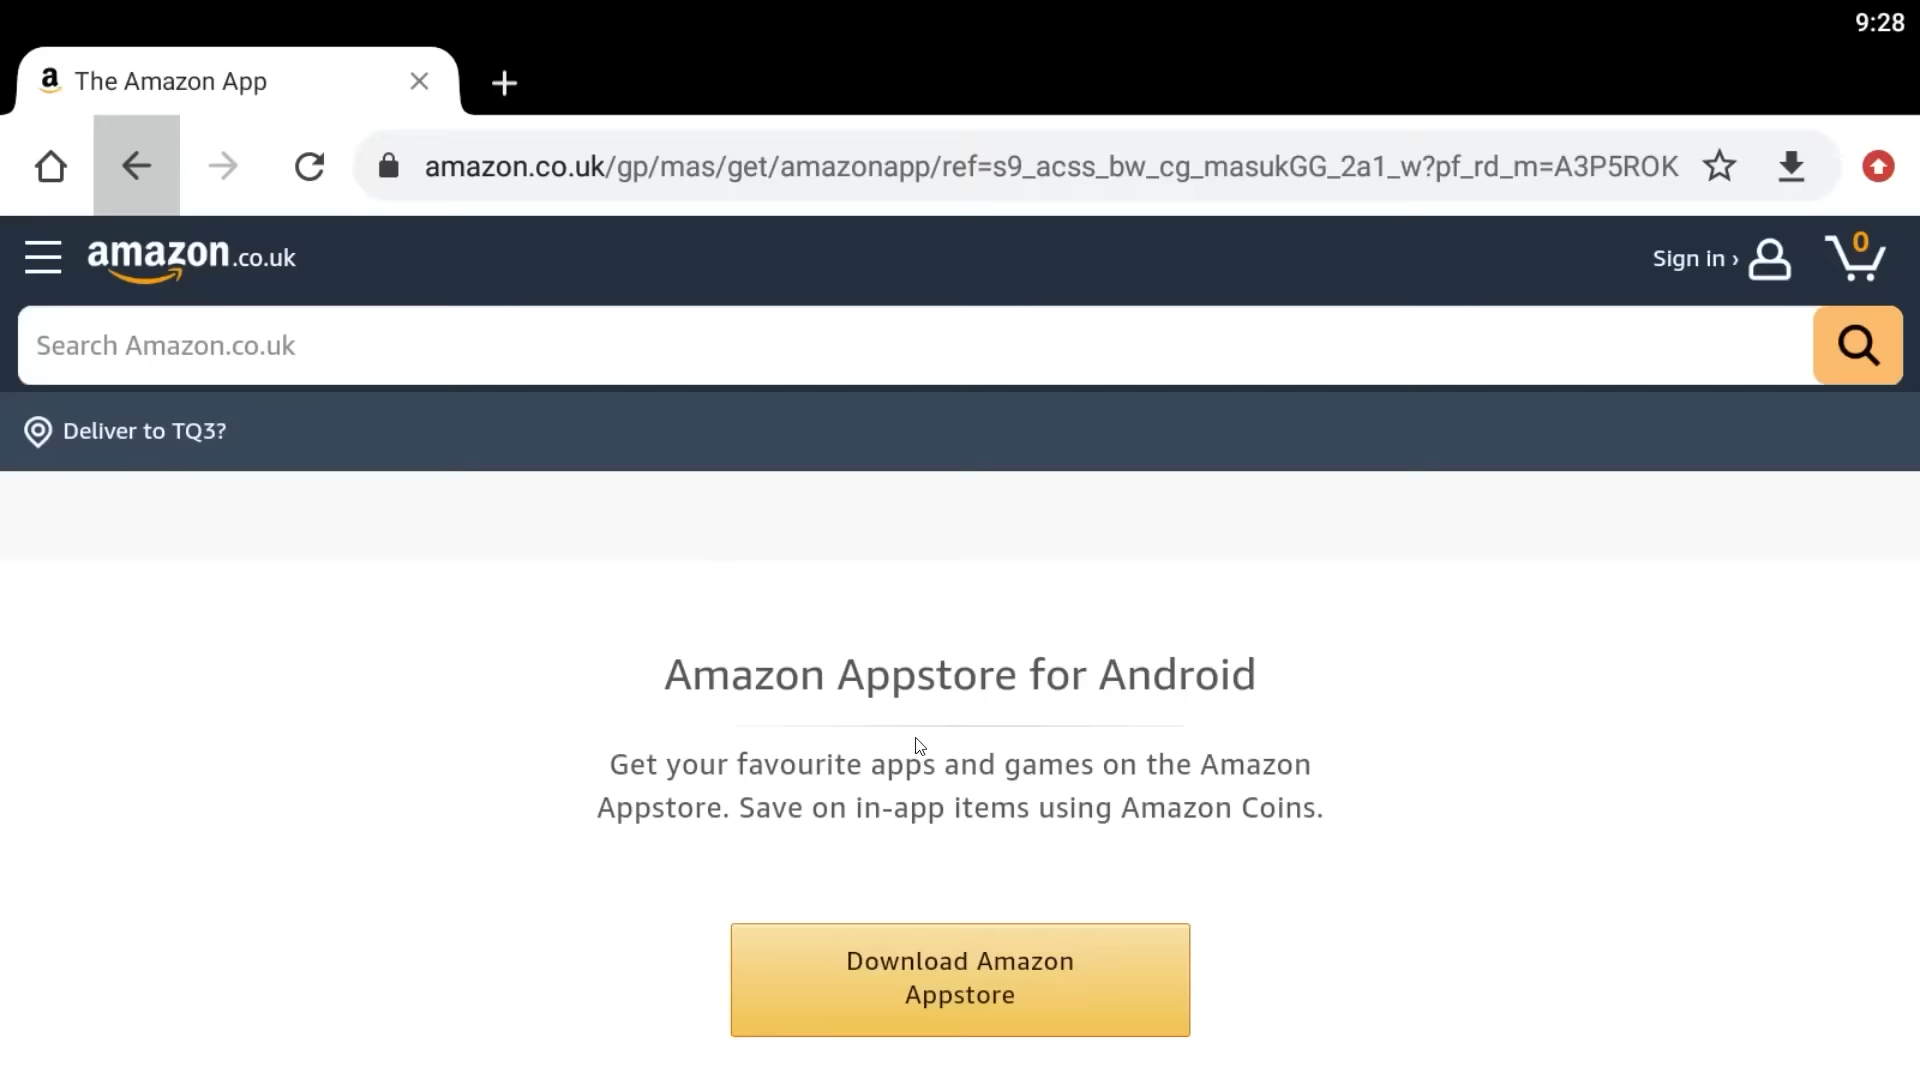 9:28
The Amazon App
amazon.co.uk/gp/mas/get/amazonapp/ref=s9_acss_bw_cg_masukGG_2a1_w?pf_rd_m=A3P5ROK
amazon.co.uk
Sign in ›
0
Search Amazon.co.uk
Deliver to TQ3?
Amazon Appstore for Android
Get your favourite apps and games on the Amazon
Appstore. Save on in-app items using Amazon Coins.
Download Amazon
Appstore